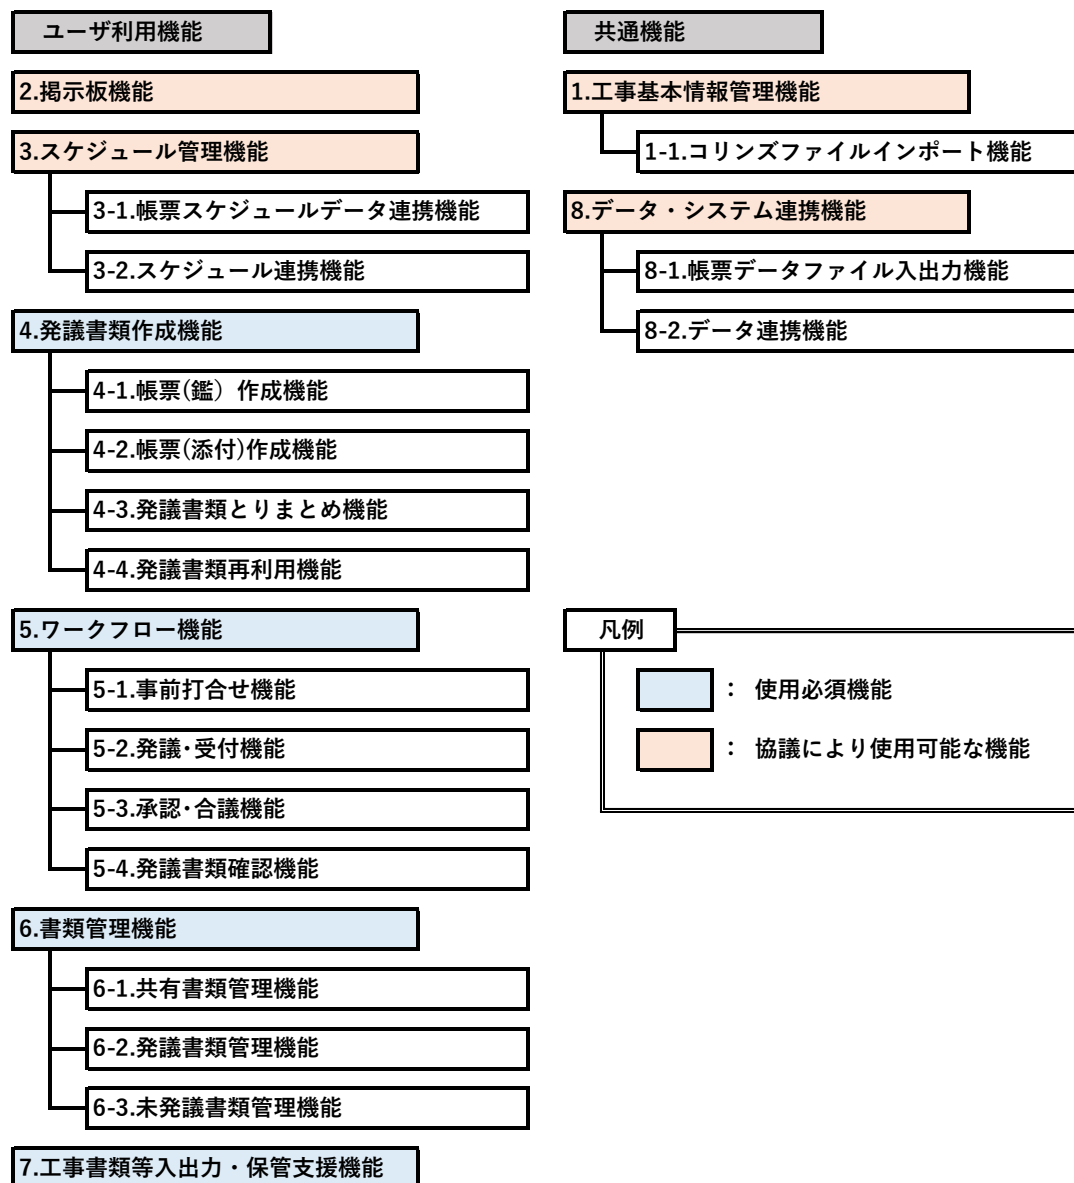 ユーザ利用機能
2.掲示板機能
3.スケジュール管理機能
3-1.帳票スケジュールデータ連携機能
3-2.スケジュール連携機能
4.発議書類作成機能
4-1.帳票(鑑）作成機能
4-2.帳票(添付)作成機能
4-3.発議書類とりまとめ機能
4-4.発議書類再利用機能
5.ワークフロー機能
5-1.事前打合せ機能
5-2.発議･受付機能
5-3.承認･合議機能
5-4.発議書類確認機能
6.書類管理機能
6-1.共有書類管理機能
6-2.発議書類管理機能
6-3.未発議書類管理機能
7.工事書類等入出力・保管支援機能
共通機能
1.工事基本情報管理機能
1-1.コリンズファイルインポート機能
8.データ・システム連携機能
8-1.帳票データファイル入出力機能
8-2.データ連携機能
凡例
： 使用必須機能
： 協議により使用可能な機能